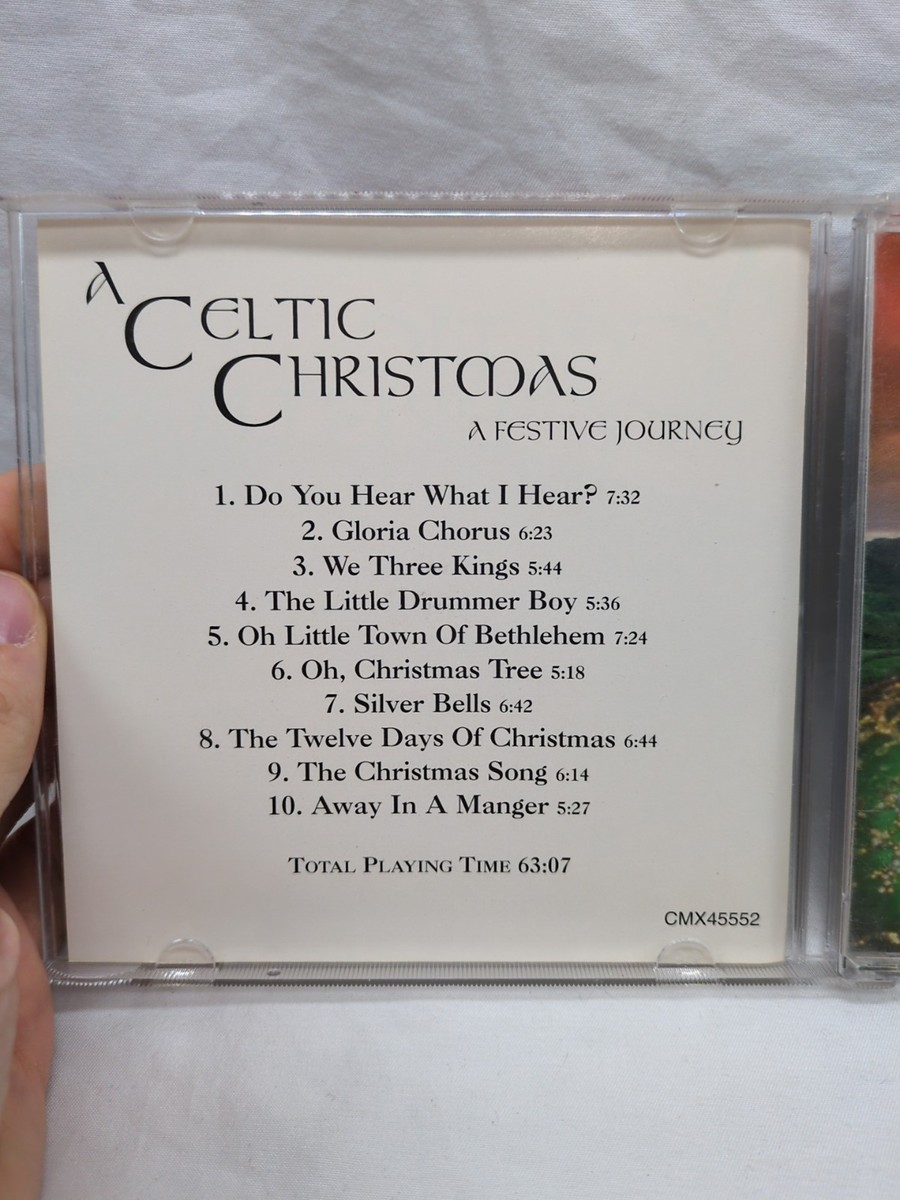 A
CELTIC
CHRISTMAS
A FESTIVE JOURNEY
1. Do You Hear What I Hear? 7:32
2. Gloria Chorus 6:23
3. We Three Kings 5:44
4. The Little Drummer Boy 5:36
5. Oh Little Town Of Bethlehem 7:24
6. Oh, Christmas Tree 5:18
7. Silver Bells 6:42
8. The Twelve Days Of Christmas 6:44
9. The Christmas Song 6:14
10. Away In A Manger 5:27
TOTAL PLAYING TIME 63:07
CMX45552